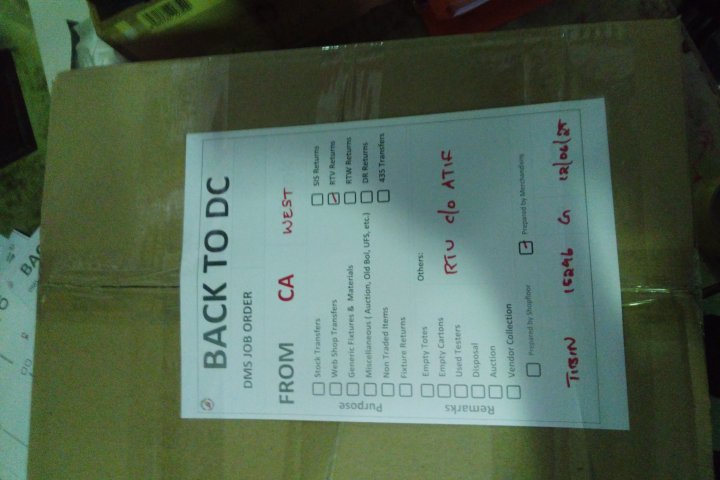 BACK TO DC
DMS JOB ORDER
FROM CA WEST
Purpose
Stock Transfers
Web Shop Transfers
Generic Fixtures & Materials
Miscellaneous ( Auction, Old Bol, UFS, etc.)
Non Traded Items
Fixture Returns
SIS Returns
RTV Returns
RTW Returns
DR Returns
435 Transfers
Remarks
Empty Totes
Empty Cartons
Used Testers
Disposal
Auction
Vendor Collection
Others:
RTV c/o ATIF
Prepared by Shopfloor
Prepared by Merchandisers
TIBIN 15296 G 12/06/25
BAC